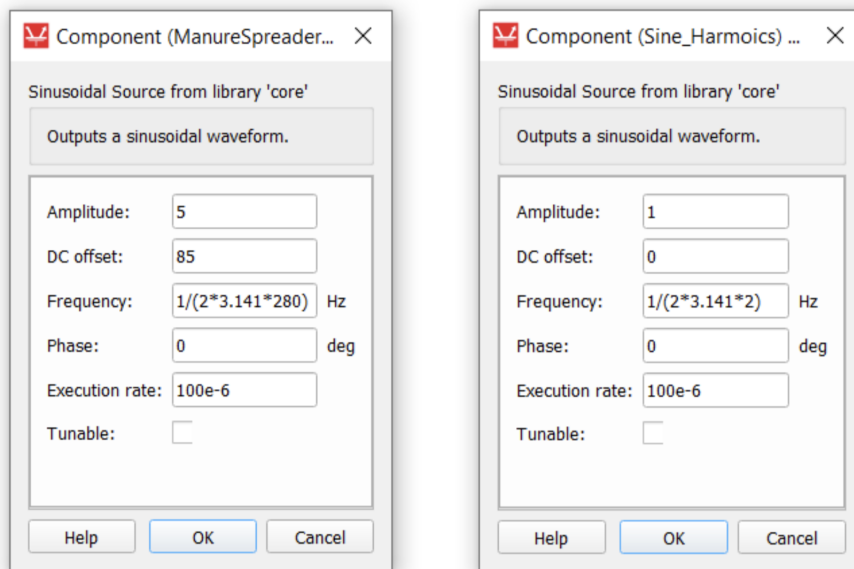 Component (ManureSpreader...
Sinusoidal Source from library 'core'
Outputs a sinusoidal waveform.
Amplitude: 5
DC offset: 85
Frequency: 1/(2*3.141*280) Hz
Phase: 0 deg
Execution rate: 100e-6
Tunable:
Help OK Cancel
Component (Sine_Harmoics) ...
Sinusoidal Source from library 'core'
Outputs a sinusoidal waveform.
Amplitude: 1
DC offset: 0
Frequency: 1/(2*3.141*2) Hz
Phase: 0 deg
Execution rate: 100e-6
Tunable:
Help OK Cancel